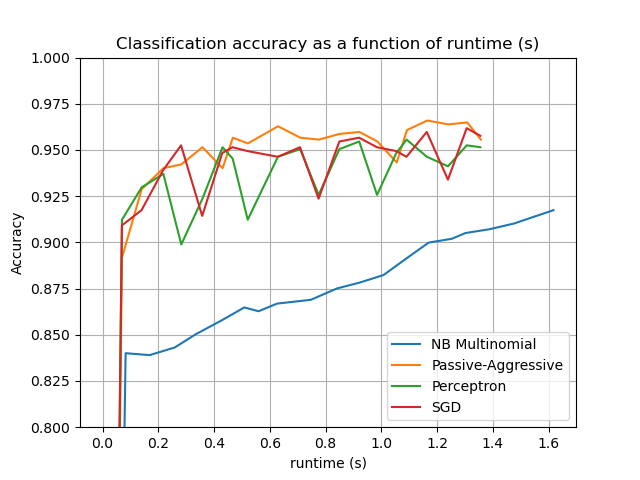 Classification accuracy as a function of runtime (s)
1.000
0.975
0.950
0.925
0.900
0.875
0.850
0.825
0.800
Accuracy
NB Multinomial
Passive-Aggressive
Perceptron
SGD
0.0 0.2 0.4 0.6 0.8 1.0 1.2 1.4 1.6
runtime (s)